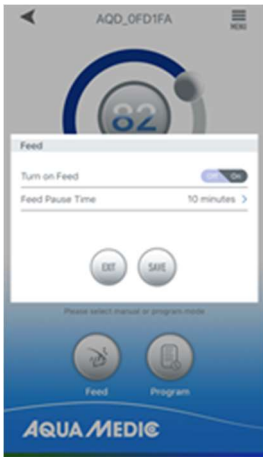 AQD_0FD1FA
MENU
82
Feed
Turn on Feed
Off On
Feed Pause Time 10 minutes >
EXIT SAVE
Please select manual or program mode
Feed Program
AQUA MEDIC